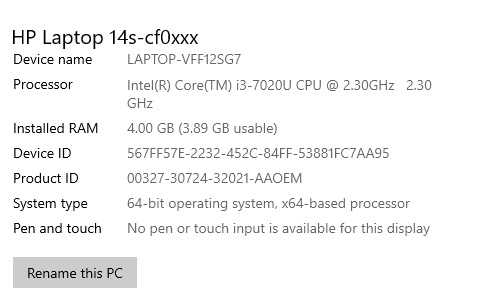 HP Laptop 14s-cf0xxx
Device name LAPTOP-VFF12SG7
Processor Intel(R) Core(TM) i3-7020U CPU @ 2.30GHz 2.30
GHz
Installed RAM 4.00 GB (3.89 GB usable)
Device ID 567FF57E-2232-452C-84FF-53881FC7AA95
Product ID 00327-30724-32021-AAOEM
System type 64-bit operating system, x64-based processor
Pen and touch No pen or touch input is available for this display
Rename this PC